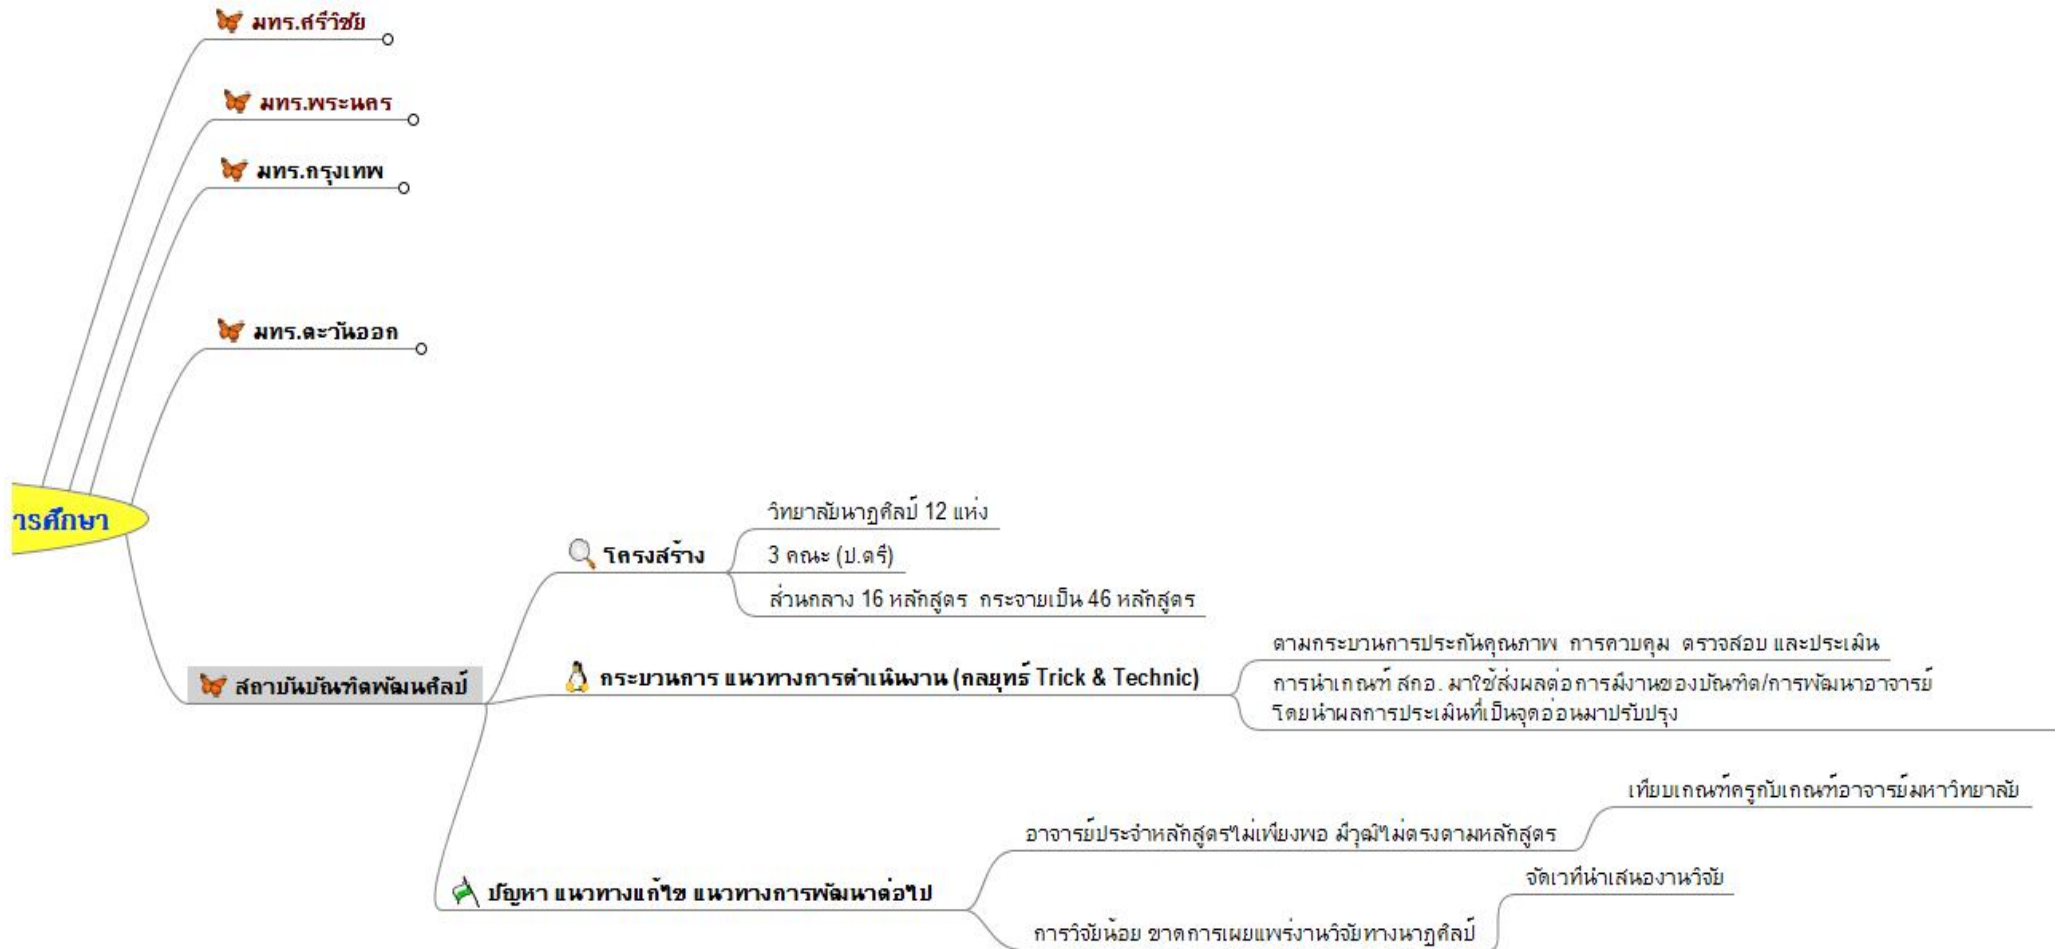 มทร.ศรีวิชัย
มทร.พระนคร
มทร.กรุงเทพ
มทร.ตะวันออก
ารศึกษา
สถาบันบัณฑิตพัฒนศิลป์
โครงสร้าง
วิทยาลัยนาฏศิลป์ 12 แห่ง
3 คณะ (ป.ตรี)
ส่วนกลาง 16 หลักสูตร กระจายเป็น 46 หลักสูตร
กระบวนการ แนวทางการดำเนินงาน (กลยุทธ์ Trick & Technic)
ตามกระบวนการประกันคุณภาพ การควบคุม ตรวจสอบ และประเมิน
การนำเกณฑ์ สกอ. มาใช้ส่งผลต่อการมีงานของบัณฑิต/การพัฒนาอาจารย์
โดยนำผลการประเมินที่เป็นจุดอ่อนมาปรับปรุง
ปัญหา แนวทางแก้ไข แนวทางการพัฒนาต่อไป
อาจารย์ประจำหลักสูตรไม่เพียงพอ มีวุฒิไม่ตรงตามหลักสูตร
เทียบเกณฑ์ครูกับเกณฑ์อาจารย์มหาวิทยาลัย
การวิจัยน้อย ขาดการเผยแพร่งานวิจัยทางนาฏศิลป์
จัดเวทีนำเสนองานวิจัย